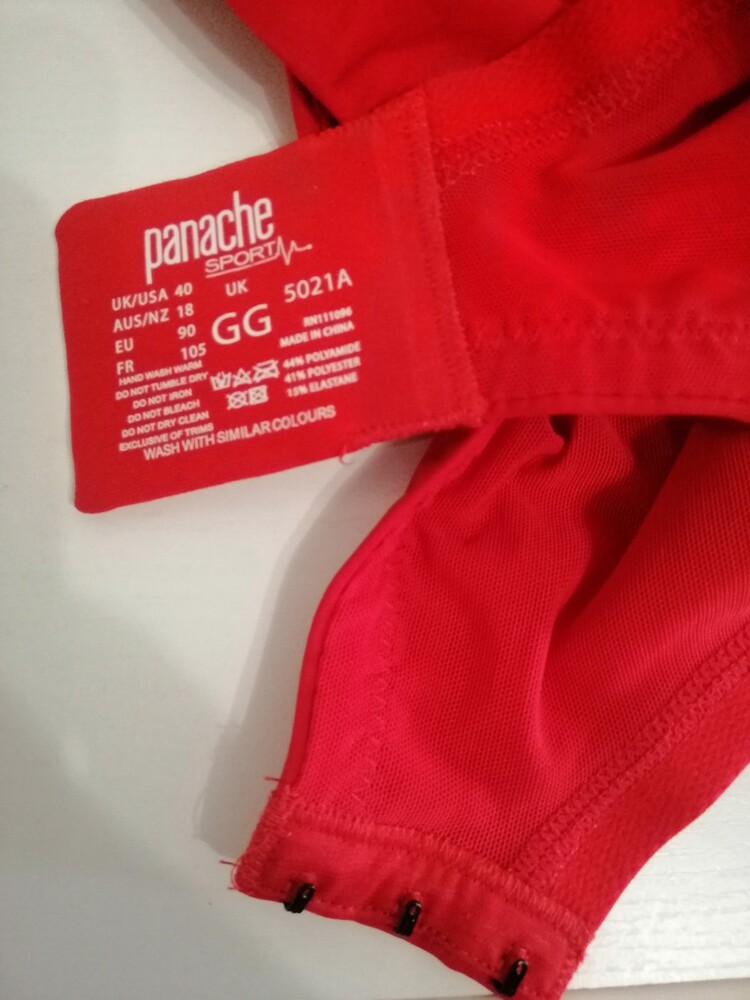 panache
SPORT
UK/USA 40
AUS/NZ 18
EU 90
FR 105
UK
GG
5021A
RN111096
MADE IN CHINA
44% POLYAMIDE
41% POLYESTER
15% ELASTANE
HAND WASH WARM
DO NOT TUMBLE DRY
DO NOT IRON
DO NOT BLEACH
DO NOT DRY CLEAN
EXCLUSIVE OF TRIMS
WASH WITH SIMILAR COLOURS